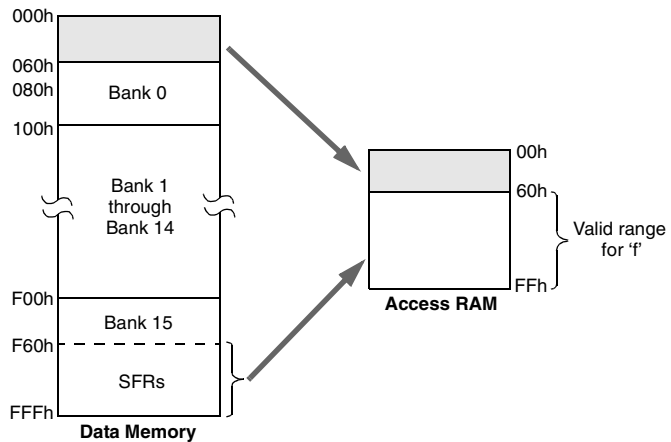 000h
060h
080h
Bank 0
100h
Bank 1
through
Bank 14
F00h
Bank 15
F60h
SFRs
FFFh
Data Memory
00h
60h
Valid range
for ‘f’
FFh
Access RAM